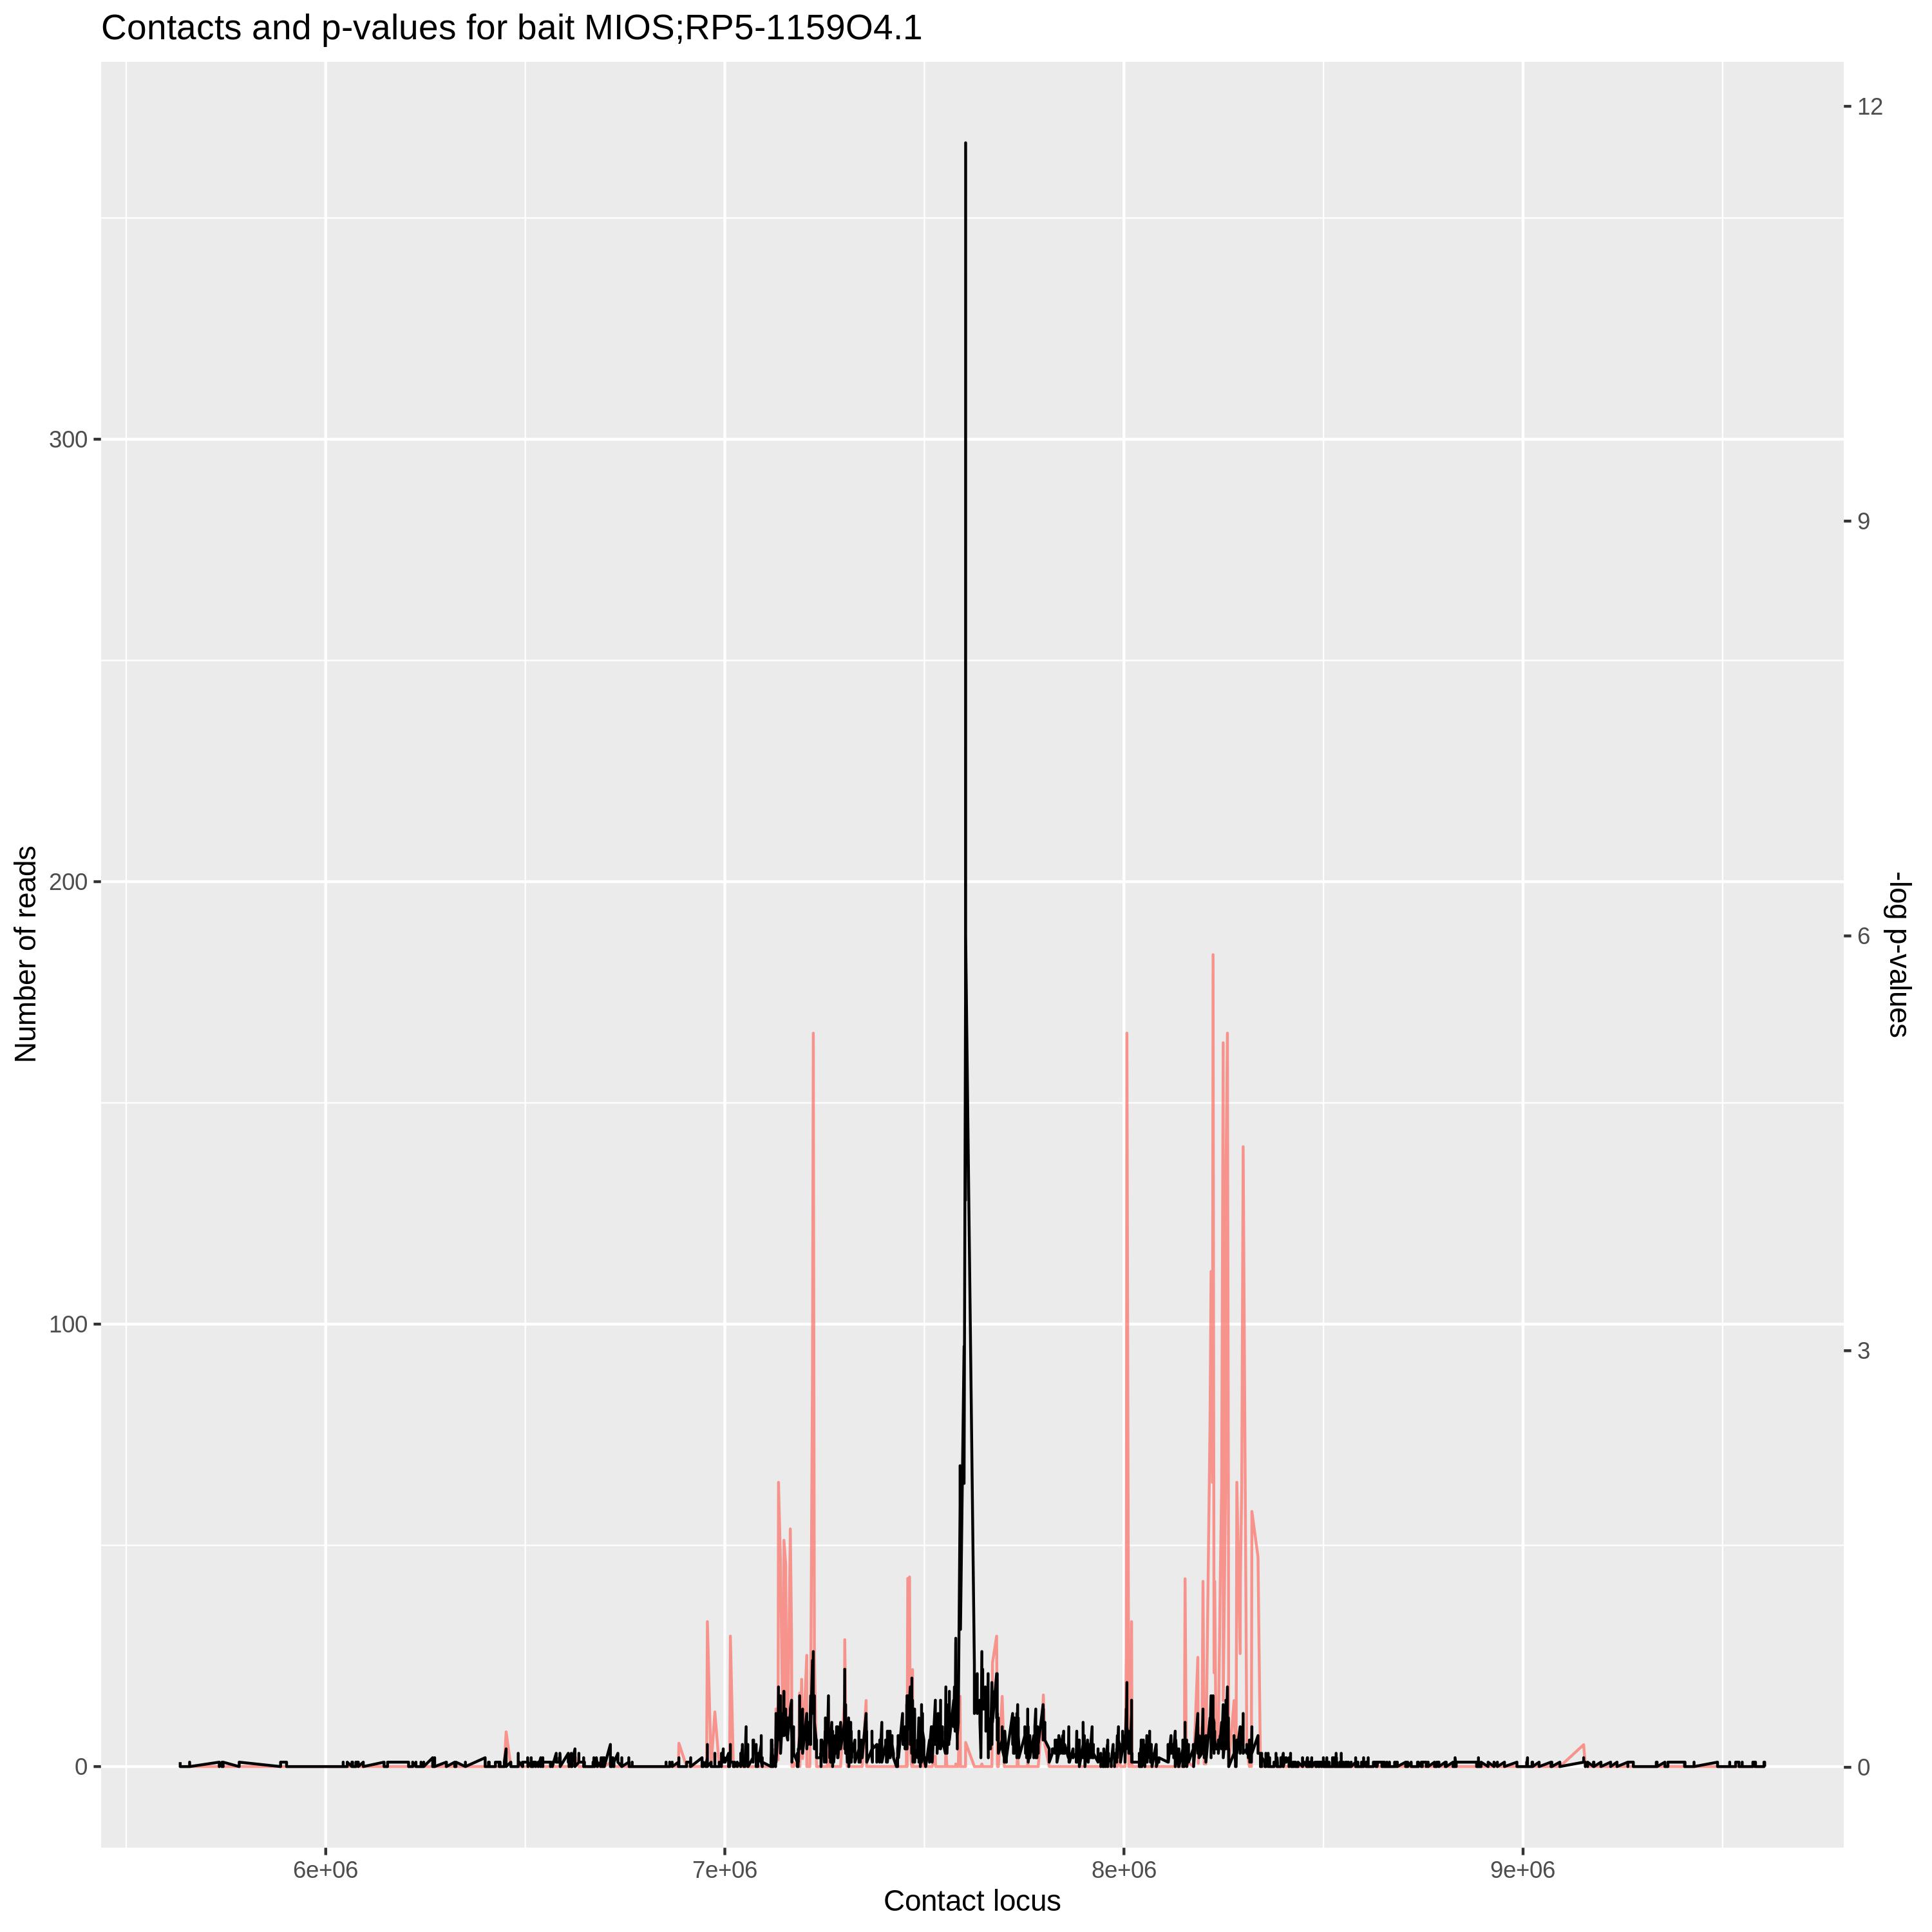 Contacts and p-values for bait MIOS;RP5-1159O4.1
12
9
6
3
0
300
200
100
0
Number of reads
-log p-values
6e+06
7e+06
8e+06
9e+06
Contact locus